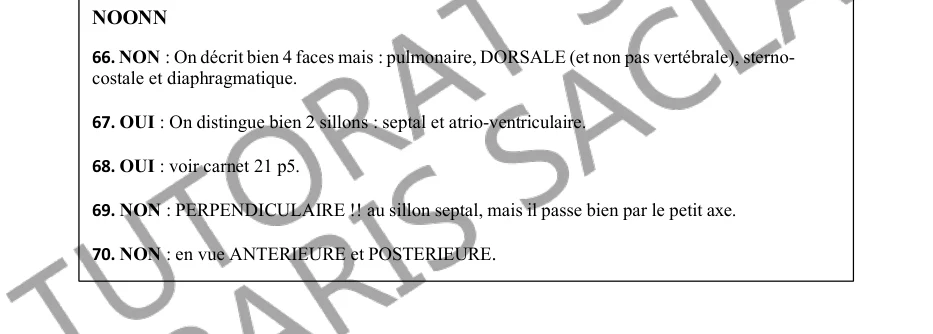 NOONN
66. NON : On décrit bien 4 faces mais : pulmonaire, DORSALE (et non pas vertébrale), sterno-
costale et diaphragmatique.
67. OUI : On distingue bien 2 sillons : septal et atrio-ventriculaire.
68. OUI : voir carnet 21 p5.
69. NON : PERPENDICULAIRE !! au sillon septal, mais il passe bien par le petit axe.
70. NON : en vue ANTERIEURE et POSTERIEURE.
TUTORAT
PARIS SACLA